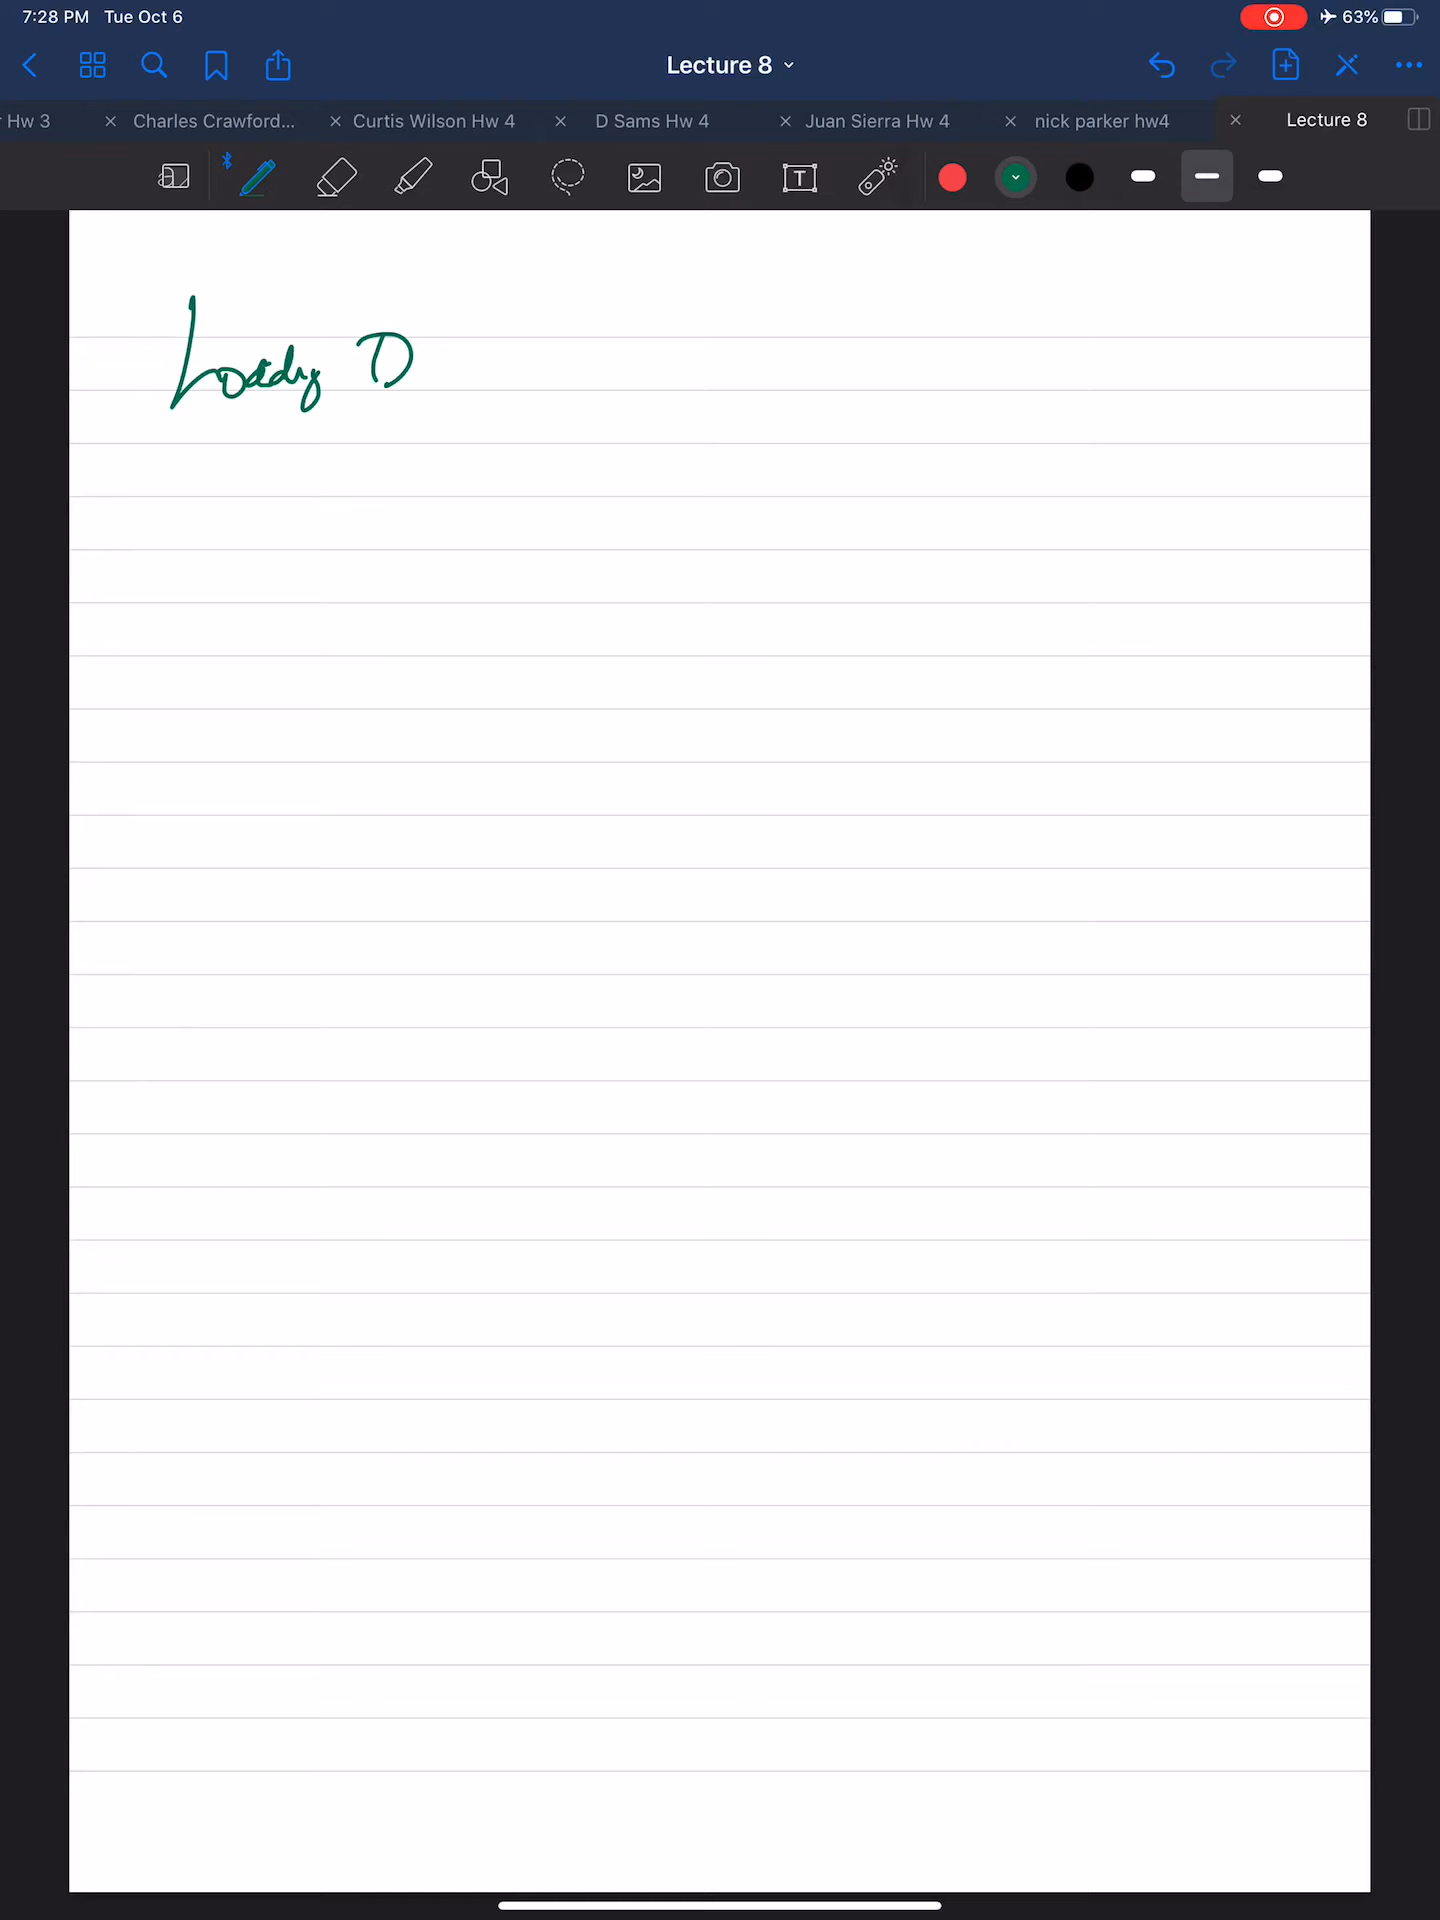 7:28 PM Tue Oct 6
63%
Lecture 8
Hw 3
Charles Crawford...
Curtis Wilson Hw 4
D Sams Hw 4
Juan Sierra Hw 4
nick parker hw4
Lecture 8
T
Loading D